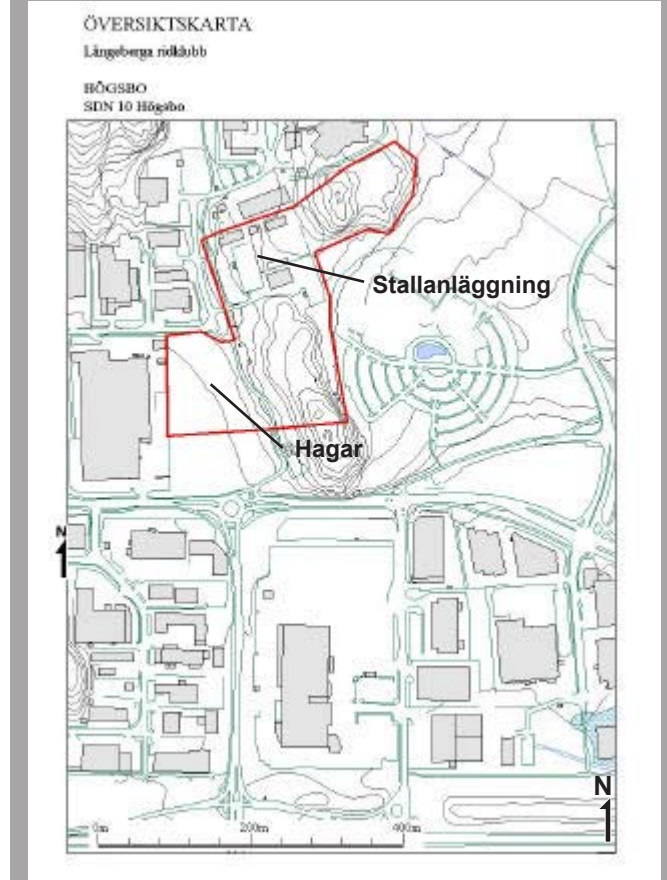 ÖVERSIKTSKARTA
Långeberga ridklubb
HÖGSBO
SDN 10 Högsbo
Stallanläggning
Hagar
N
N
0m 200m 400m